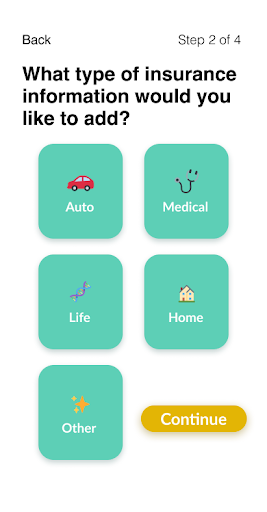 Back
Step 2 of 4
What type of insurance
information would you
like to add?
Auto
Medical
Life
Home
Other
Continue